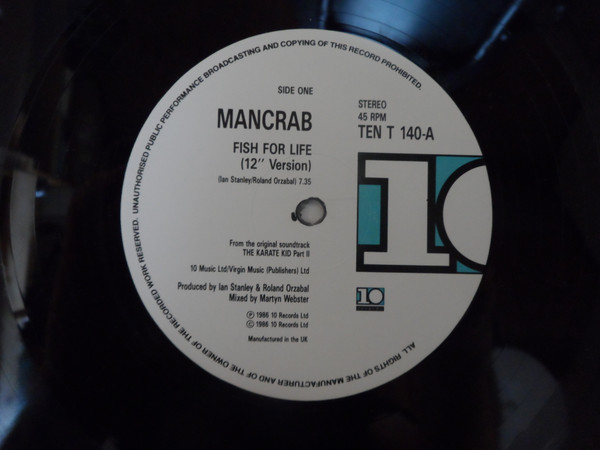 UNAUTHORISED PUBLIC PERFORMANCE BROADCASTING AND COPYING OF THIS RECORD PROHIBITED.
ALL RIGHTS OF THE MANUFACTURER AND OF THE OWNER OF THE RECORDED WORK RESERVED.
SIDE ONE
MANCRAB
FISH FOR LIFE
(12" Version)
(Ian Stanley/Roland Orzabal) 7.35
STEREO
45 RPM
TEN T 140-A
10
From the original soundtrack
THE KARATE KID Part II
10 Music Ltd/Virgin Music (Publishers) Ltd
Produced by Ian Stanley & Roland Orzabal
Mixed by Martyn Webster
℗ 1986 10 Records Ltd
© 1986 10 Records Ltd
Manufactured in the UK
10